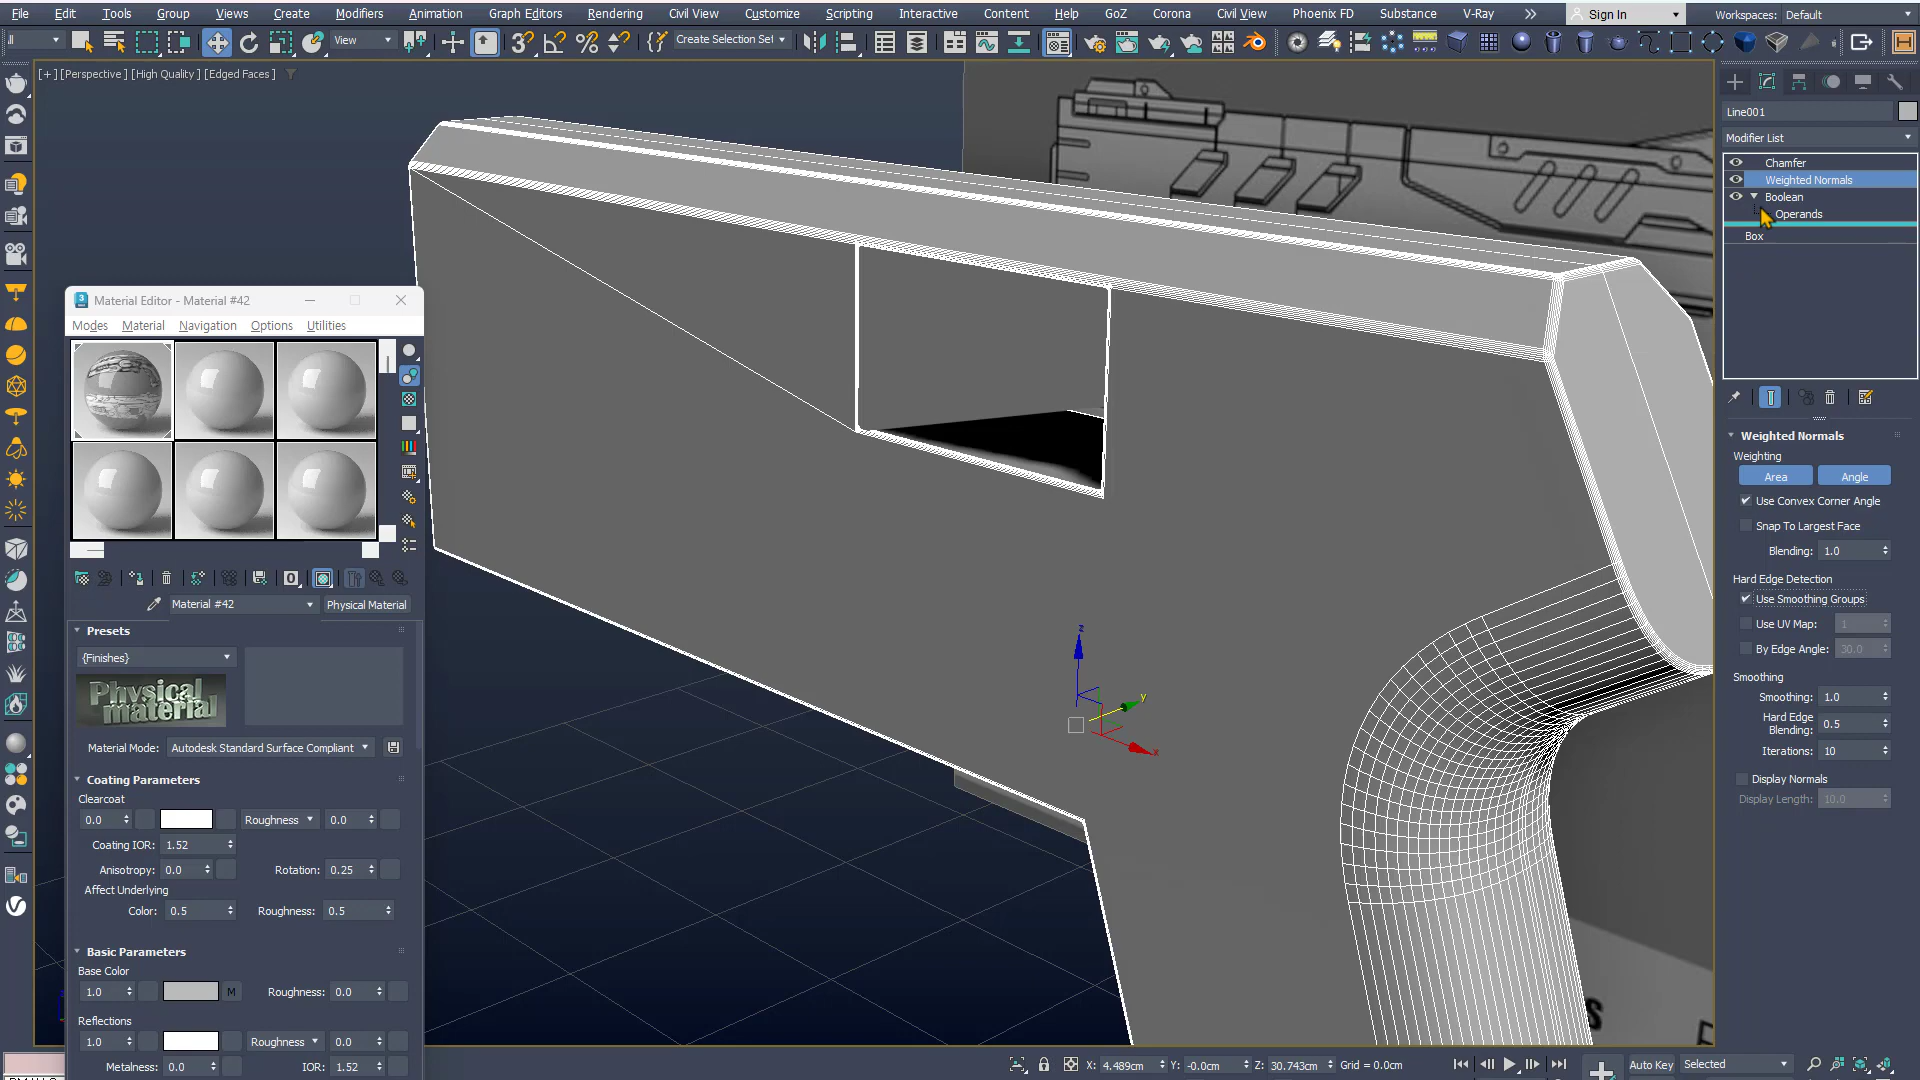 File Edit Tools Group Views Create Modifiers Animation Graph Editors Rendering Civil View Customize Scripting Interactive Content Help GoZ Corona Civil View Phoenix FD Substance V-Ray Sign In Workspaces: Default
View Create Selection Set
[+] [Perspective] [High Quality] [Edged Faces]
Line001
Modifier List
Chamfer
Weighted Normals
Boolean
Operands
Box
Material Editor - Material #42
Modes Material Navigation Options Utilities
Material #42 Physical Material
Presets
{Finishes}
Physical material
Material Mode: Autodesk Standard Surface Compliant
Coating Parameters
Clearcoat
0.0 Roughness 0.0
Coating IOR: 1.52
Anisotropy: 0.0 Rotation: 0.25
Affect Underlying
Color: 0.5 Roughness: 0.5
Basic Parameters
Base Color
1.0 M Roughness: 0.0
Reflections
1.0 Roughness 0.0
Metalness: 0.0 IOR: 1.52
z
y
x
Weighted Normals
Weighting
Area Angle
Use Convex Corner Angle
Snap To Largest Face
Blending: 1.0
Hard Edge Detection
Use Smoothing Groups
Use UV Map: 1
By Edge Angle: 30.0
Smoothing
Smoothing: 1.0
Hard Edge Blending: 0.5
Iterations: 10
Display Normals
Display Length: 10.0
X: 4.489cm Y: -0.0cm Z: 30.743cm Grid = 0.0cm
Auto Key Selected